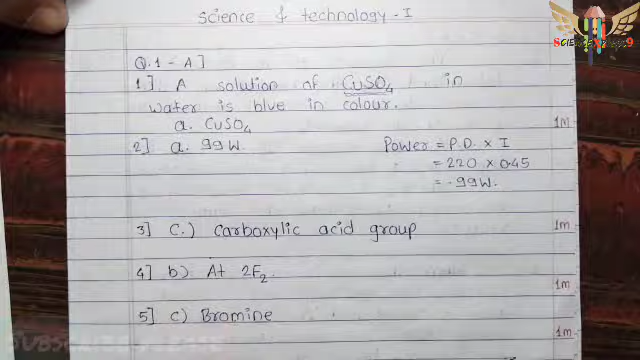 Science & technology - I
Q.1 - A]
1.] A solution of CuSO4 in
water is blue in colour.
a. CuSO4
1M
2] a. 99 W.
Power = P.D. × I
= 220 × 0.45
= 99W.
3] C.) Carboxylic acid group
1m
4] b) At 2F2
1m
5] c) Bromine
1m